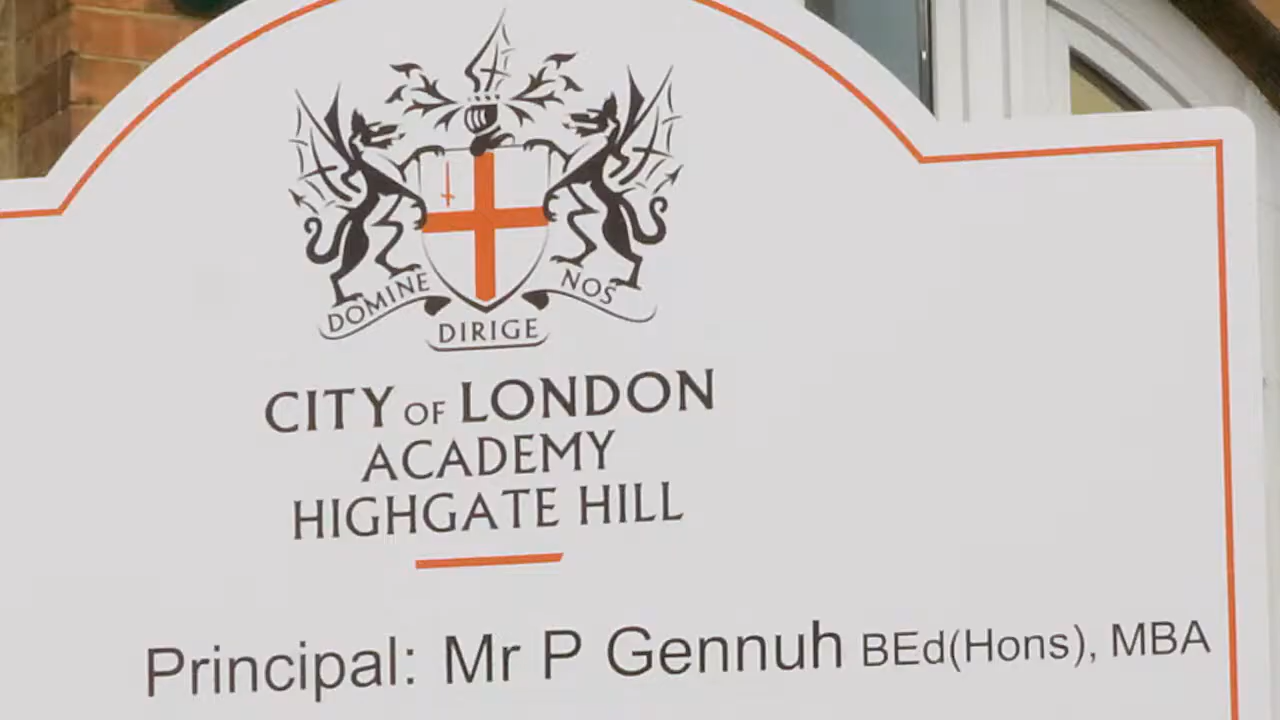 DOMINE DIRIGE NOS
CITY OF LONDON
ACADEMY
HIGHGATE HILL
Principal: Mr P Gennuh BEd(Hons), MBA